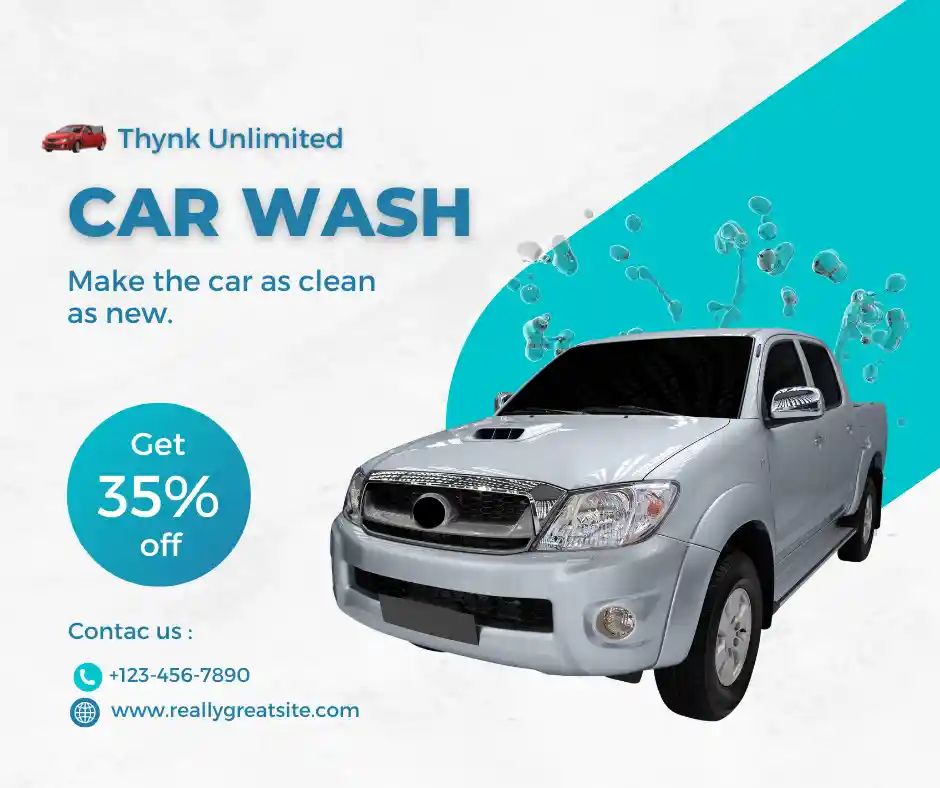 Thynk Unlimited
CAR WASH
Make the car as clean
as new.
Get
35%
off
Contac us :
+123-456-7890
www.reallygreatsite.com